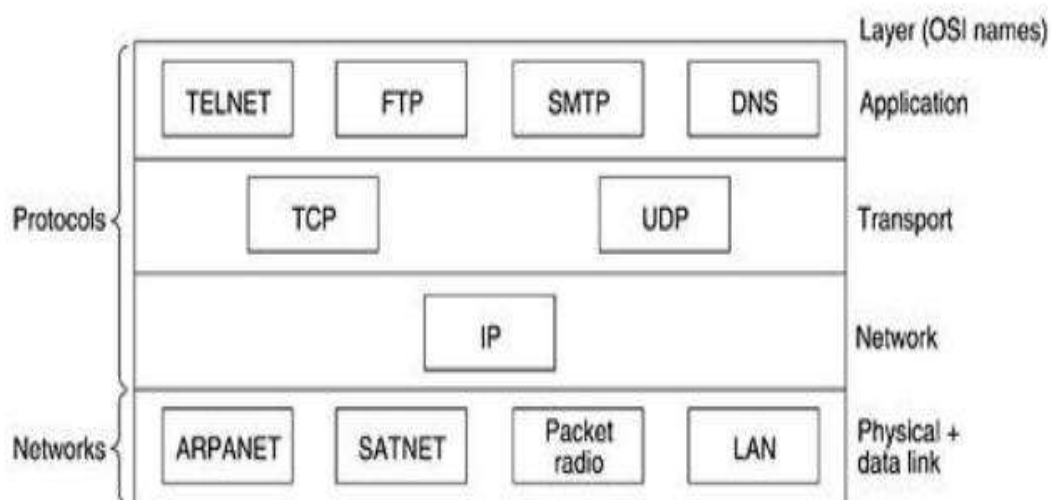 Layer (OSI names)
TELNET FTP SMTP DNS Application
Protocols TCP UDP Transport
IP Network
Networks ARPANET SATNET Packet radio LAN Physical + data link